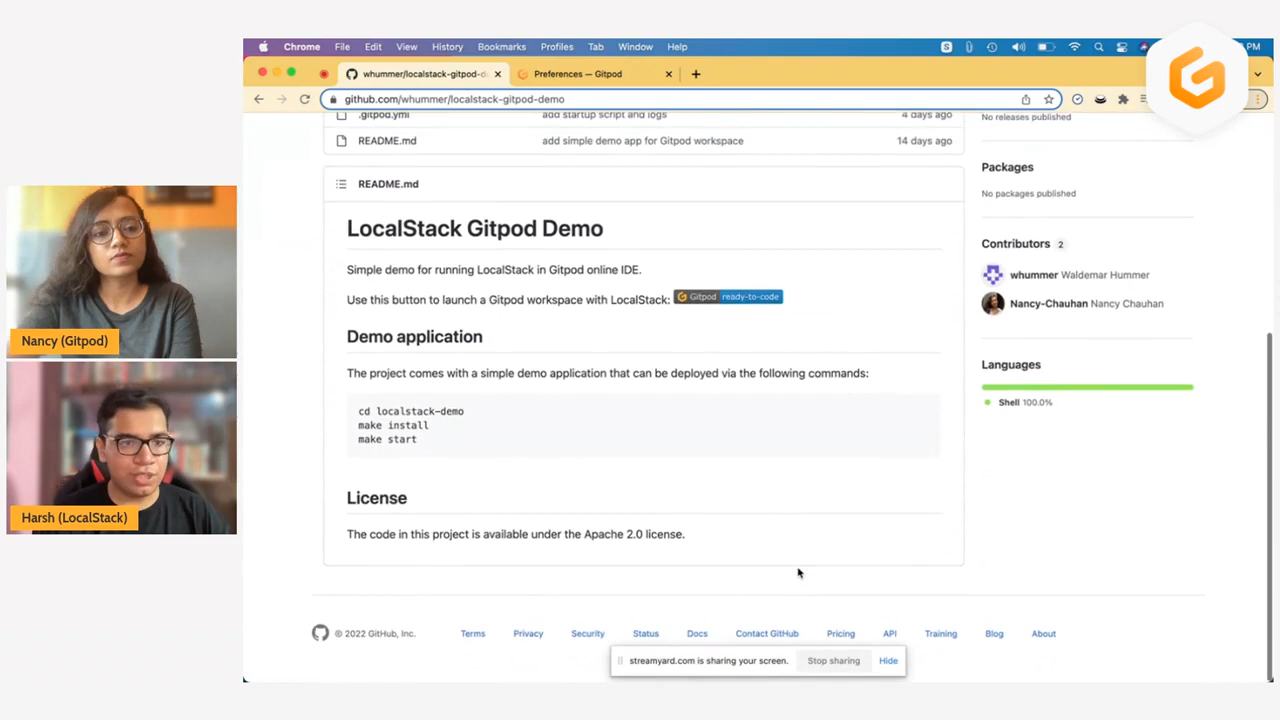 Chrome File Edit View History Bookmarks Profiles Tab Window Help
PM
whummer/localstack-gitpod-d
Preferences — Gitpod
github.com/whummer/localstack-gitpod-demo
.gitpod.yml add startup script and logs 4 days ago
README.md add simple demo app for Gitpod workspace 14 days ago
README.md
LocalStack Gitpod Demo
Simple demo for running LocalStack in Gitpod online IDE.
Use this button to launch a Gitpod workspace with LocalStack: Gitpod ready-to-code
Demo application
The project comes with a simple demo application that can be deployed via the following commands:
cd localstack-demo
make install
make start
License
The code in this project is available under the Apache 2.0 license.
No releases published
Packages
No packages published
Contributors 2
whummer Waldemar Hummer
Nancy-Chauhan Nancy Chauhan
Languages
Shell 100.0%
© 2022 GitHub, Inc. Terms Privacy Security Status Docs Contact GitHub Pricing API Training Blog About
streamyard.com is sharing your screen. Stop sharing Hide
Nancy (Gitpod)
Harsh (LocalStack)